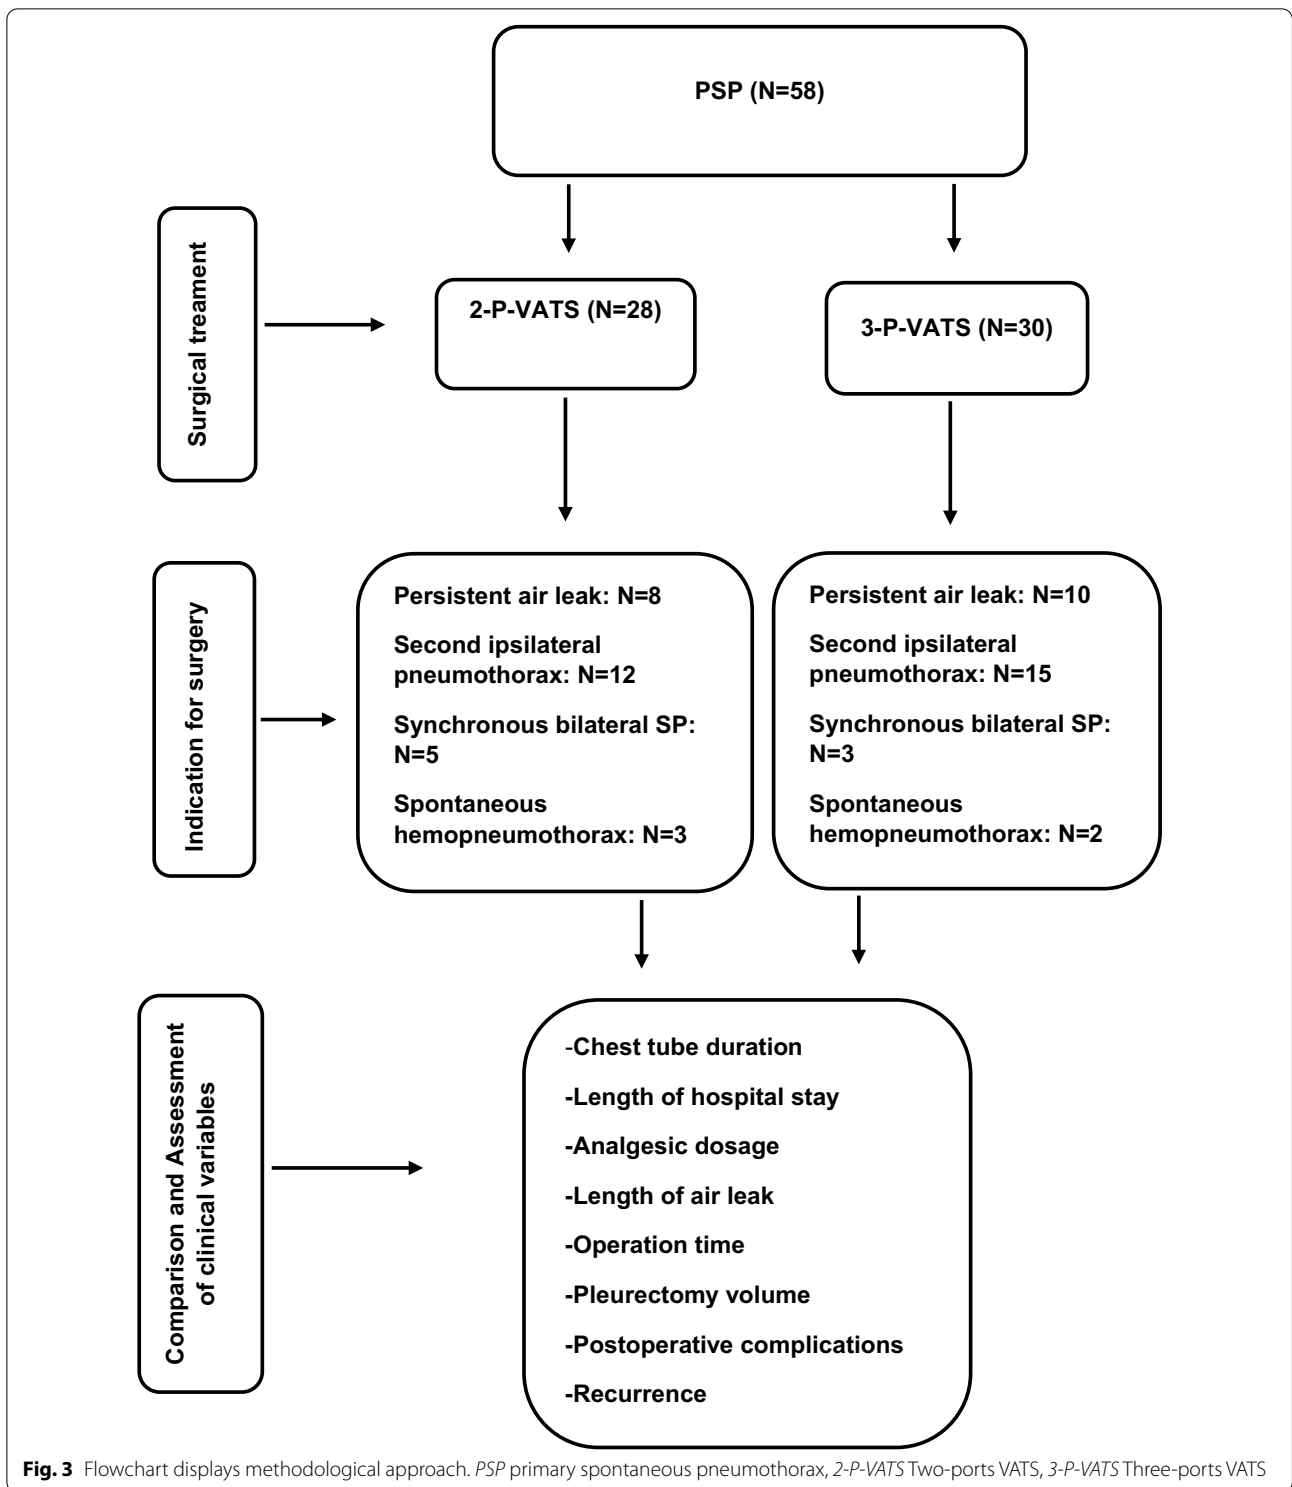 PSP (N=58)
Surgical treament
2-P-VATS (N=28)
3-P-VATS (N=30)
Indication for surgery
Persistent air leak: N=8
Second ipsilateral
pneumothorax: N=12
Synchronous bilateral SP:
N=5
Spontaneous
hemopneumothorax: N=3
Persistent air leak: N=10
Second ipsilateral
pneumothorax: N=15
Synchronous bilateral SP:
N=3
Spontaneous
hemopneumothorax: N=2
Comparison and Assessment
of clinical variables
-Chest tube duration
-Length of hospital stay
-Analgesic dosage
-Length of air leak
-Operation time
-Pleurectomy volume
-Postoperative complications
-Recurrence
Fig. 3 Flowchart displays methodological approach. PSP primary spontaneous pneumothorax, 2-P-VATS Two-ports VATS, 3-P-VATS Three-ports VATS